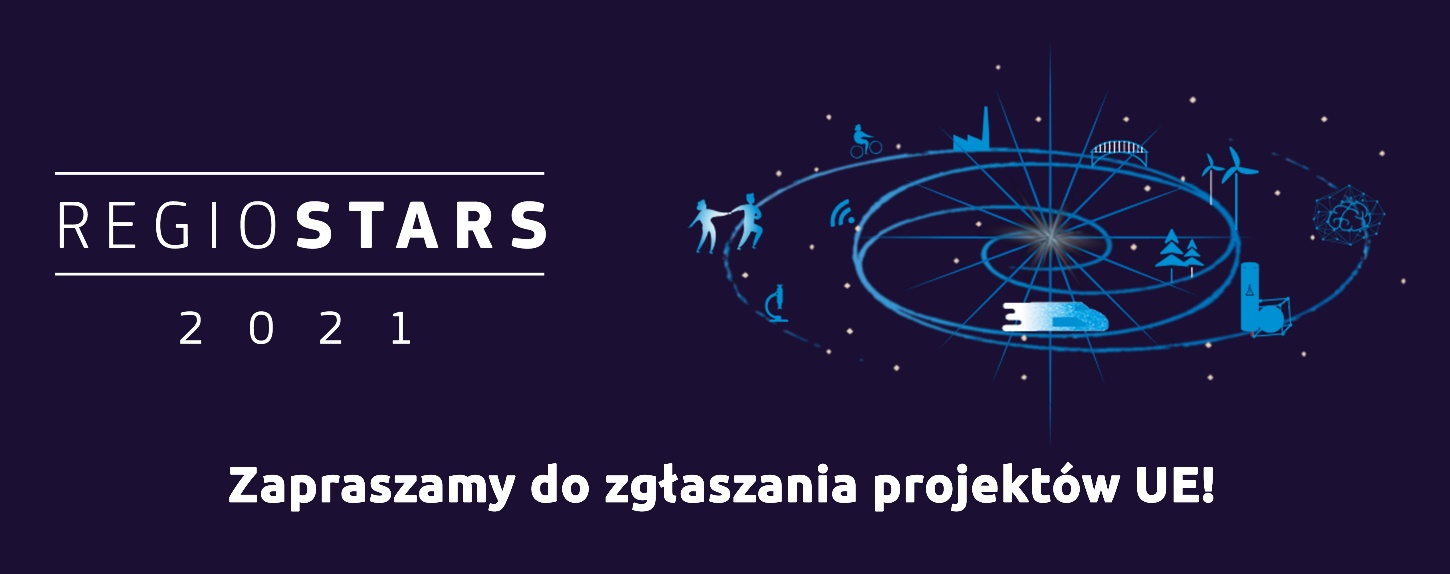 REGIOSTARS
2021
Zapraszamy do zgłaszania projektów UE!